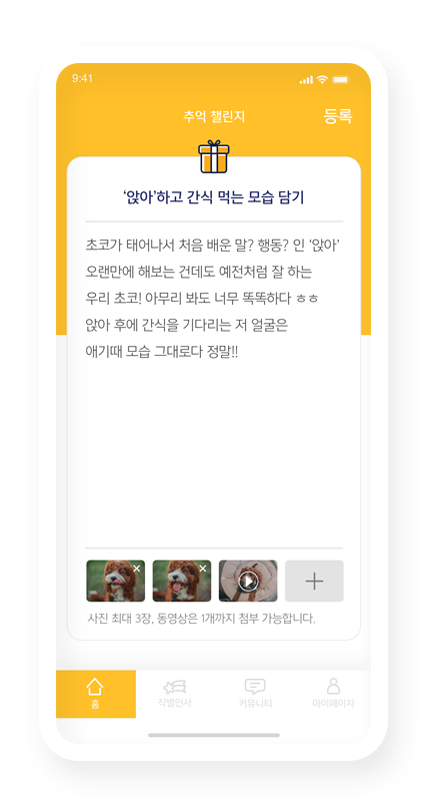 9:41
추억 챌린지
등록
‘앉아’하고 간식 먹는 모습 담기
초코가 태어나서 처음 배운 말? 행동? 인 ‘앉아’
오랜만에 해보는 건데도 예전처럼 잘 하는
우리 초코! 아무리 봐도 너무 똑똑하다 ㅎㅎ
앉아 후에 간식을 기다리는 저 얼굴은
애기때 모습 그대로다 정말!!
사진 최대 3장, 동영상은 1개까지 첨부 가능합니다.
홈
작별인사
커뮤니티
마이페이지